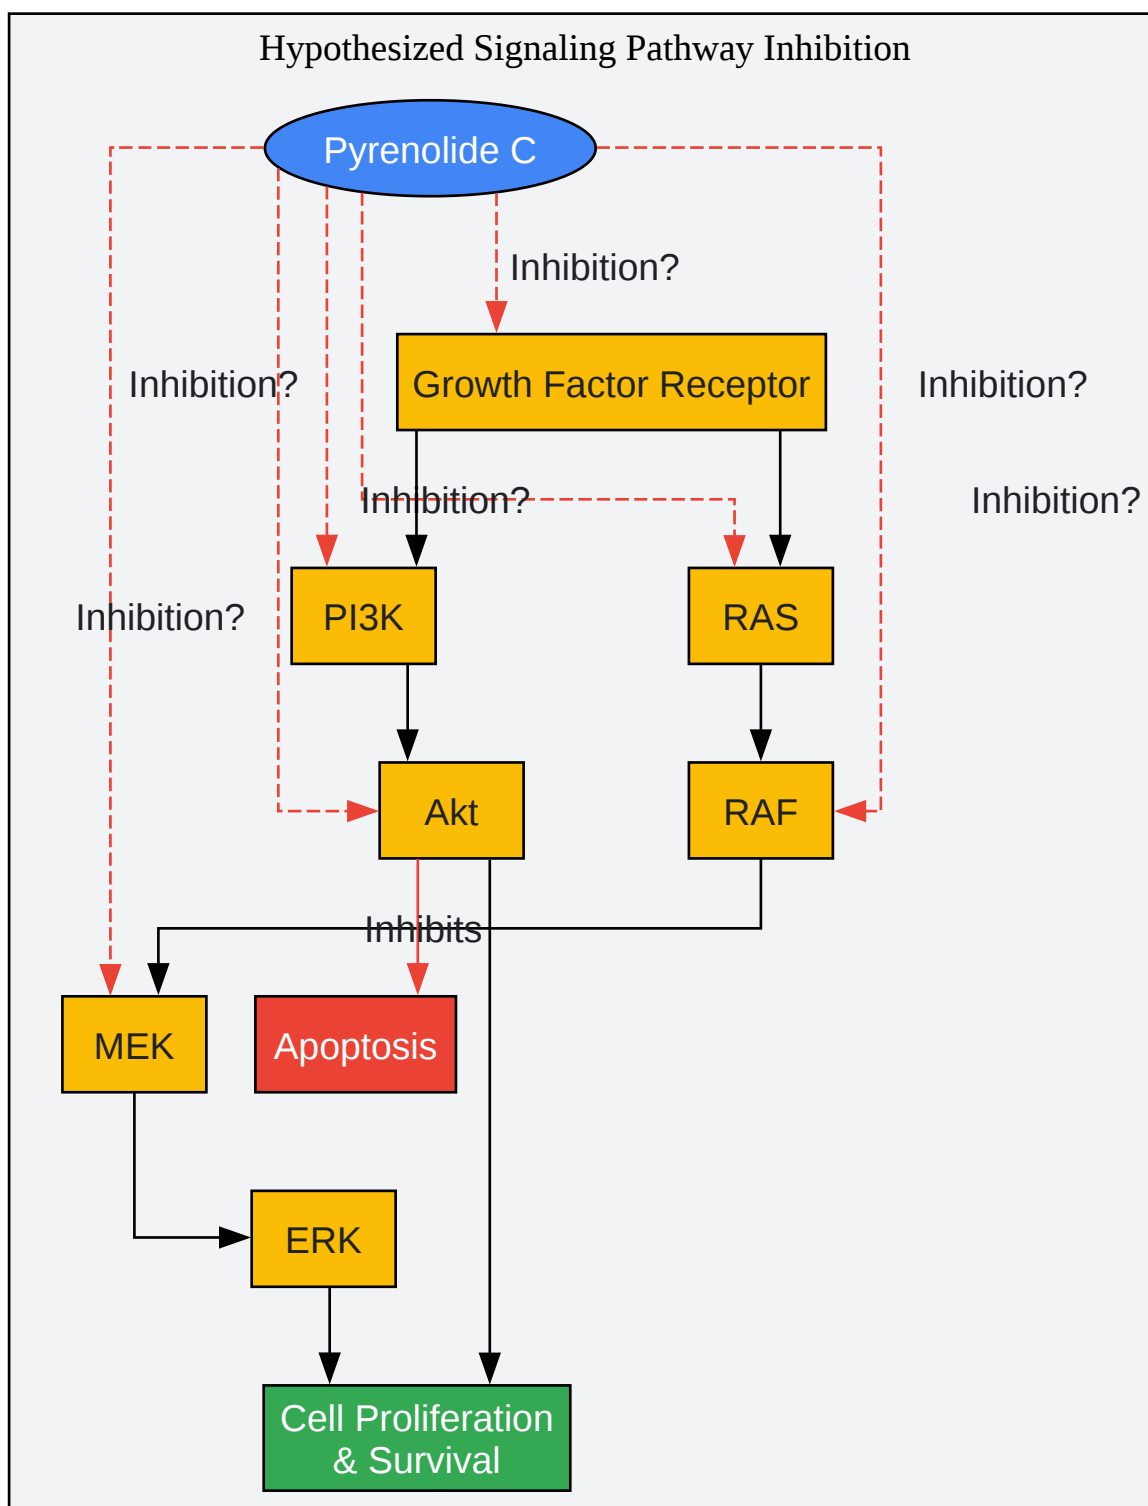 Hypothesized Signaling Pathway Inhibition
Pyrenolide C
Inhibition?
Growth Factor Receptor
Inhibition?
Inhibition?
Inhibition?
Inhibition?
Inhibition?
PI3K
RAS
Akt
RAF
Inhibits
MEK
Apoptosis
ERK
Cell Proliferation
& Survival